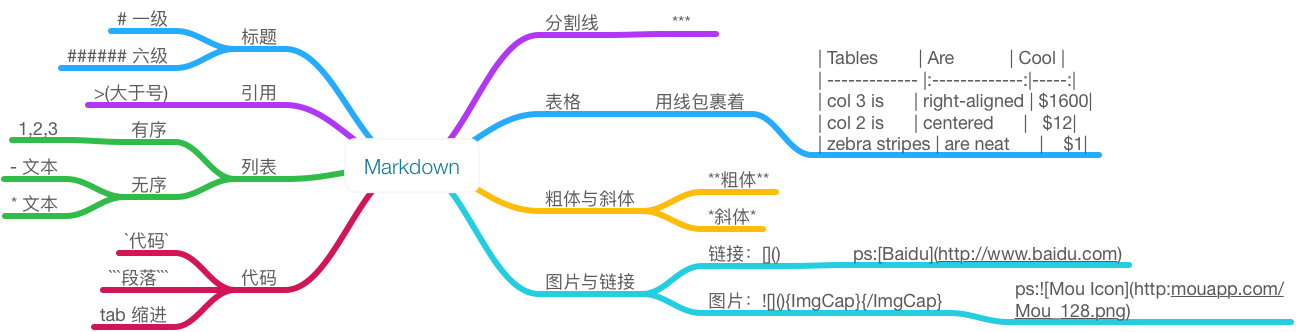 Markdown
标题
# 一级
###### 六级
引用
>(大于号)
列表
有序
1,2,3
无序
- 文本
* 文本
代码
`代码`
```段落```
tab 缩进
分割线
***
表格
用线包裹着
| Tables | Are | Cool |
| ------------- |:-------------:|-----:|
| col 3 is | right-aligned | $1600|
| col 2 is | centered | $12|
| zebra stripes | are neat | $1|
粗体与斜体
**粗体**
*斜体*
图片与链接
链接：[]()
ps:[Baidu](http://www.baidu.com)
图片：![](){ImgCap}{/ImgCap}
ps:![Mou Icon](http:mouapp.com/
Mou_128.png)